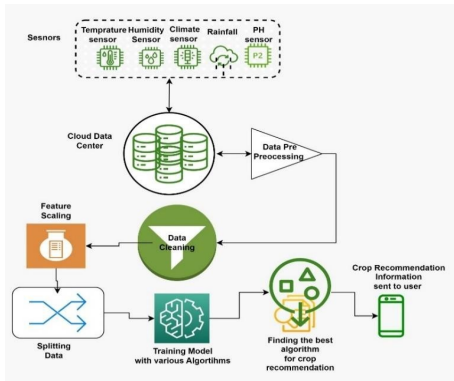 Sesnors
Temprature Humidity Climate Rainfall PH
sensor Sensor sensor sensor
P2
Cloud Data
Center
Data Pre
Preocessing
Feature
Scaling
Data
Cleaning
Crop Recommendation
Information
sent to user
Splitting
Data
Training Model
with various Algortihms
Finding the best
algorithm
for crop
recommendation